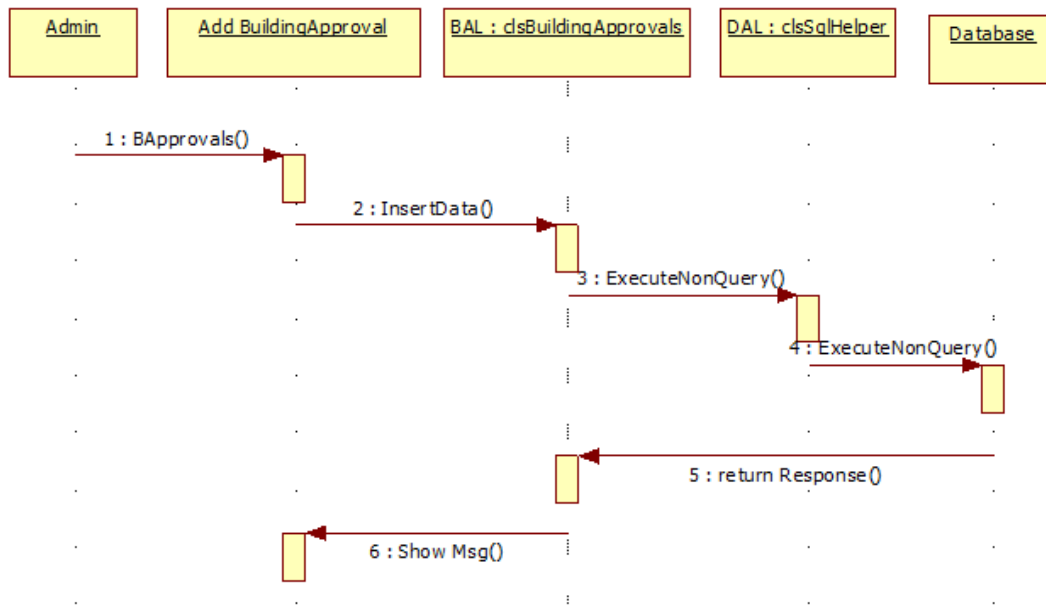 Admin
Add BuildingApproval
BAL : clsBuildingApprovals
DAL : clsSqlHelper
Database
1 : BApprovals()
2 : InsertData()
3 : ExecuteNonQuery()
4 : ExecuteNonQuery()
5 : return Response()
6 : Show Msg()